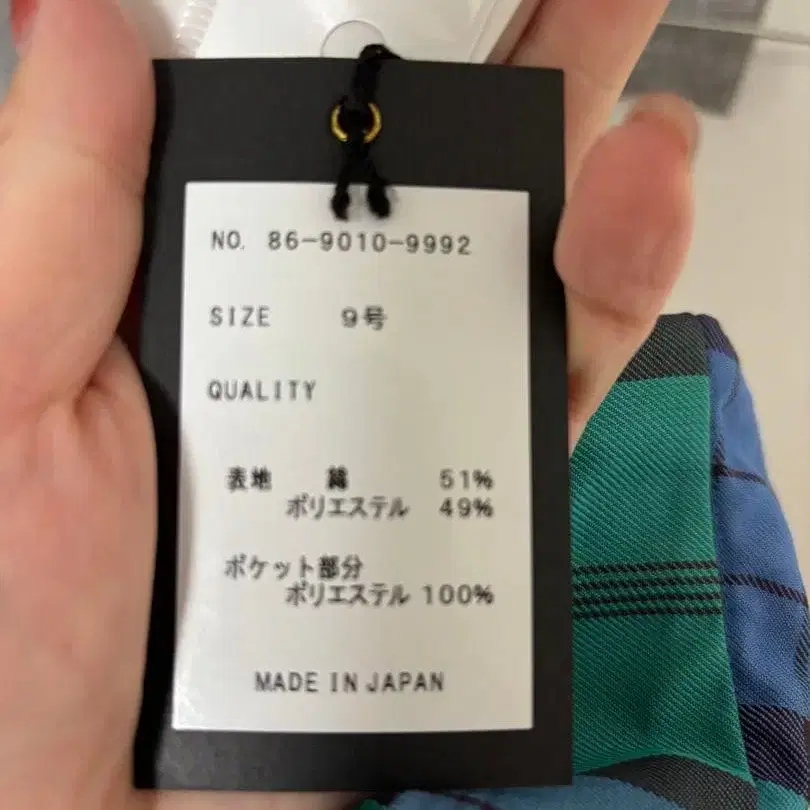 NO. 86-9010-9992
SIZE 9号
QUALITY
表地 綿 51%
ポリエステル 49%
ポケット部分
ポリエステル 100%
MADE IN JAPAN